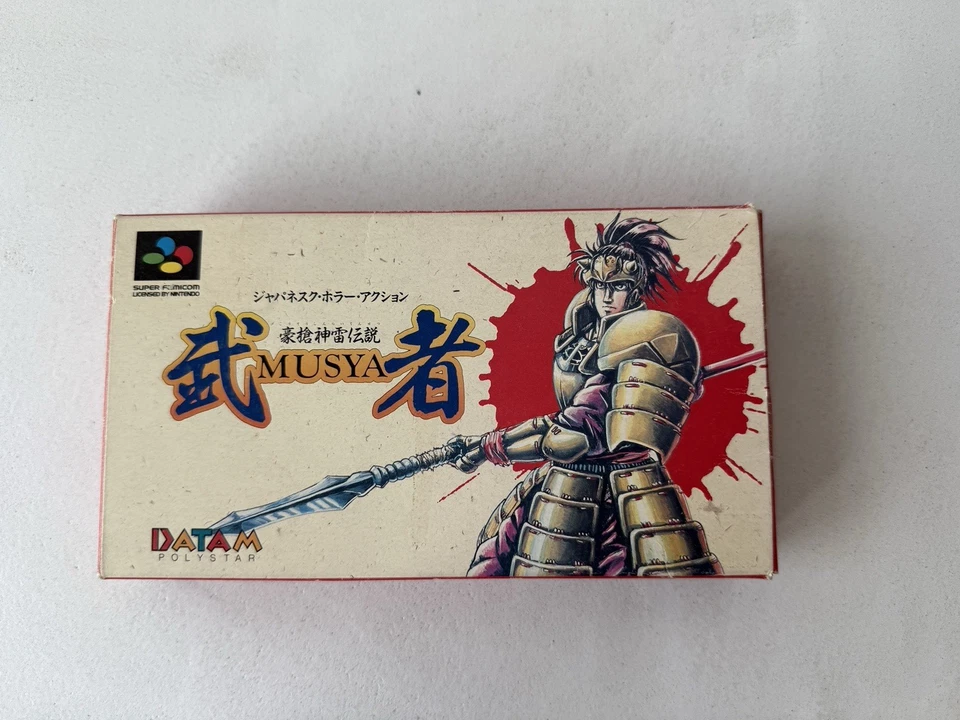 SUPER FAMICOM
LICENSED BY NINTENDO
ジャパネスク・ホラー・アクション
豪槍神雷伝説
武者
MUSYA
DATAM
POLYSTAR